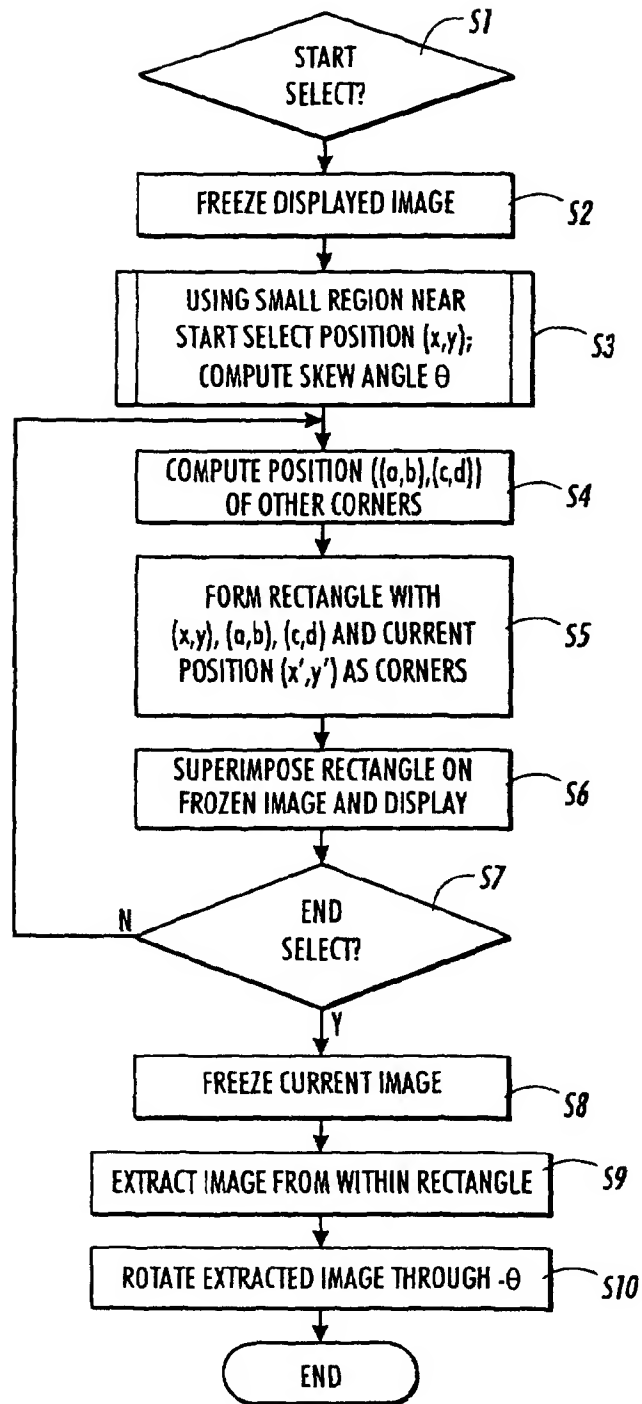 S1
START
SELECT?
FREEZE DISPLAYED IMAGE
S2
USING SMALL REGION NEAR
START SELECT POSITION (x,y);
COMPUTE SKEW ANGLE θ
S3
COMPUTE POSITION ((a,b),(c,d))
OF OTHER CORNERS
S4
FORM RECTANGLE WITH
(x,y), (a,b), (c,d) AND CURRENT
POSITION (x',y') AS CORNERS
S5
SUPERIMPOSE RECTANGLE ON
FROZEN IMAGE AND DISPLAY
S6
S7
N
END
SELECT?
Y
FREEZE CURRENT IMAGE
S8
EXTRACT IMAGE FROM WITHIN RECTANGLE
S9
ROTATE EXTRACTED IMAGE THROUGH -θ
S10
END